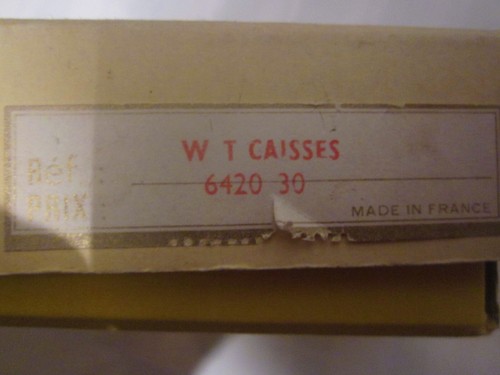 W T CAISSES
Réf :
6420 30
PRIX :
MADE IN FRANCE